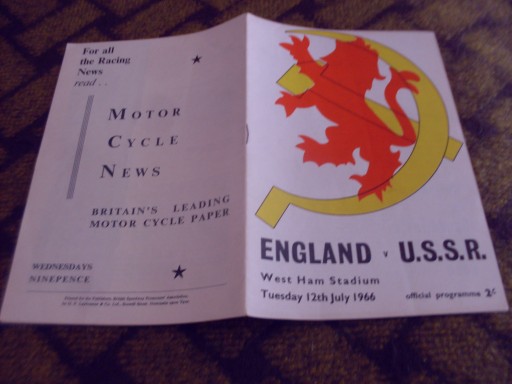 For all
the Racing
News
read . .
MOTOR
CYCLE
NEWS
BRITAIN'S LEADING
MOTOR CYCLE PAPER
WEDNESDAYS
NINEPENCE
ENGLAND v U.S.S.R.
West Ham Stadium
Tuesday 12th July 1966
official programme 2/-